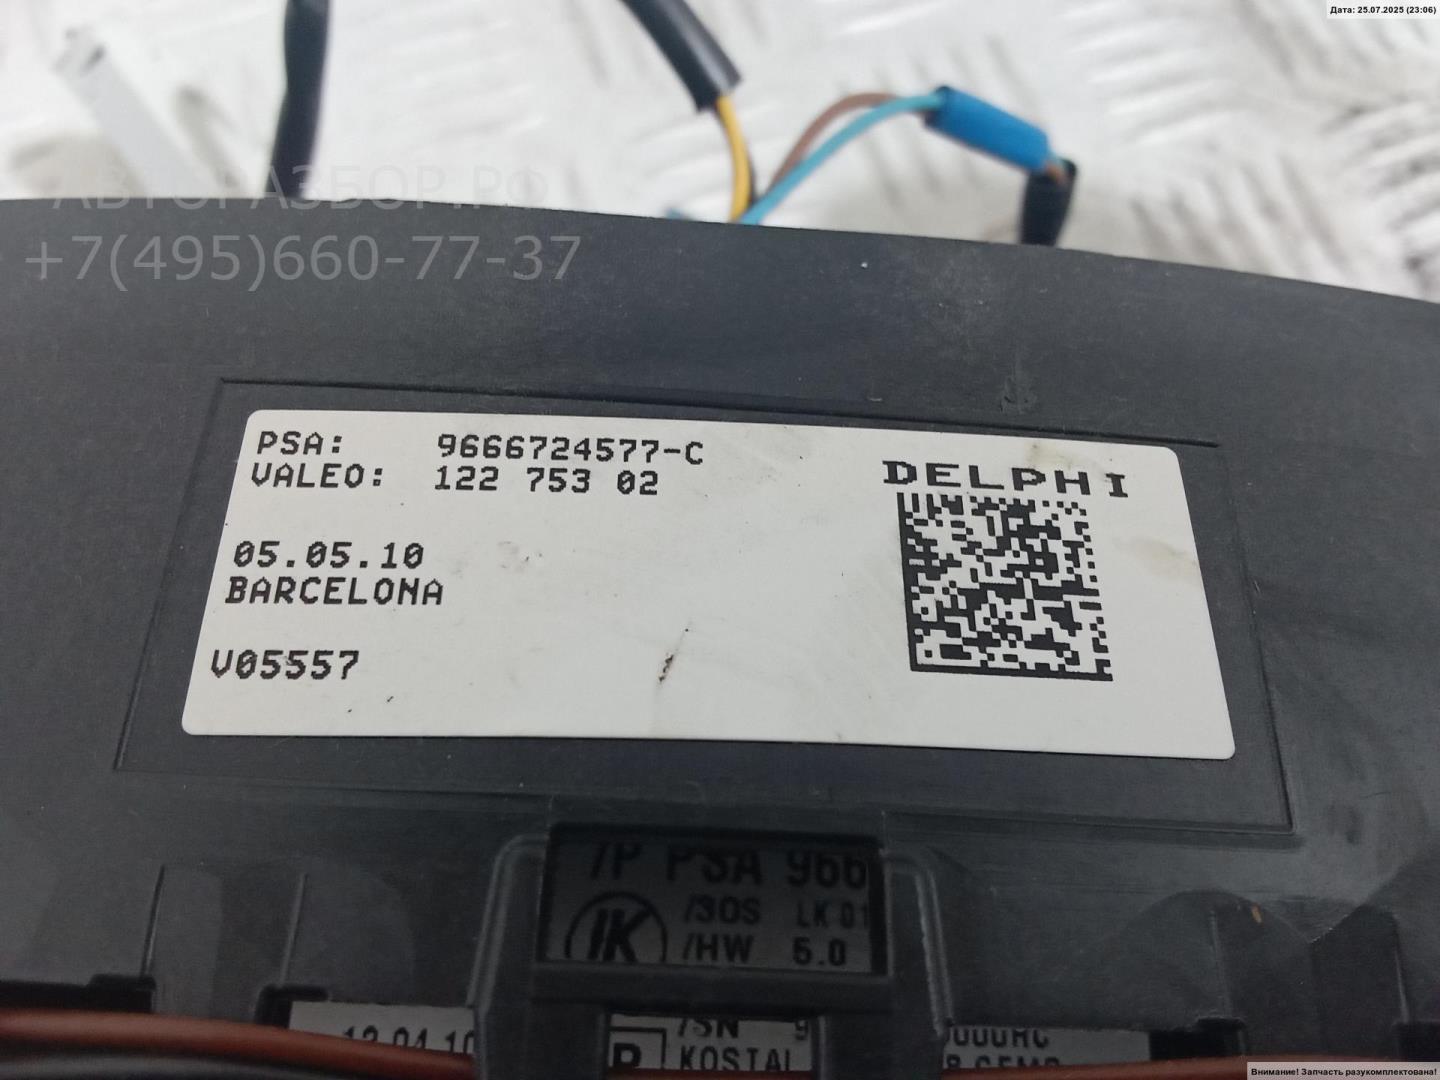 Дата: 25.07.2025 (23:06)
АВТОРАЗБОР.РФ
+7(495)660-77-37
PSA: 9666724577-C
VALEO: 122 753 02
DELPHI
05.05.10
BARCELONA
V05557
/P PSA 966
/SOS LK 01
IK /HW 5.0
/SN 9
KOSTAL
Внимание! Запчасть разукомплектована!